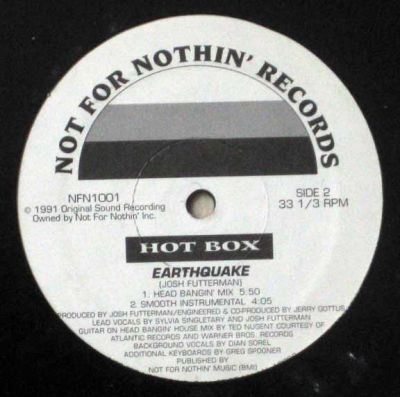 NOT FOR NOTHIN' RECORDS
NFN1001
© 1991 Original Sound Recording
Owned by Not For Nothin' Inc.
SIDE 2
33 1/3 RPM
HOT BOX
EARTHQUAKE
(JOSH FUTTERMAN)
1. HEAD BANGIN' MIX 5:50
2. SMOOTH INSTRUMENTAL 4:05
PRODUCED BY JOSH FUTTERMAN/ENGINEERED & CO-PRODUCED BY JERRY GOTTUS
LEAD VOCALS BY SYLVIA SINGLETARY AND JOSH FUTTERMAN
GUITAR ON HEAD BANGIN' HOUSE MIX BY TED NUGENT COURTESY OF
ATLANTIC RECORDS AND WARNER BROS. RECORDS
BACKGROUND VOCALS BY DIAN SOREL
ADDITIONAL KEYBOARDS BY GREG SPOONER
PUBLISHED BY
NOT FOR NOTHIN' MUSIC (BMI)